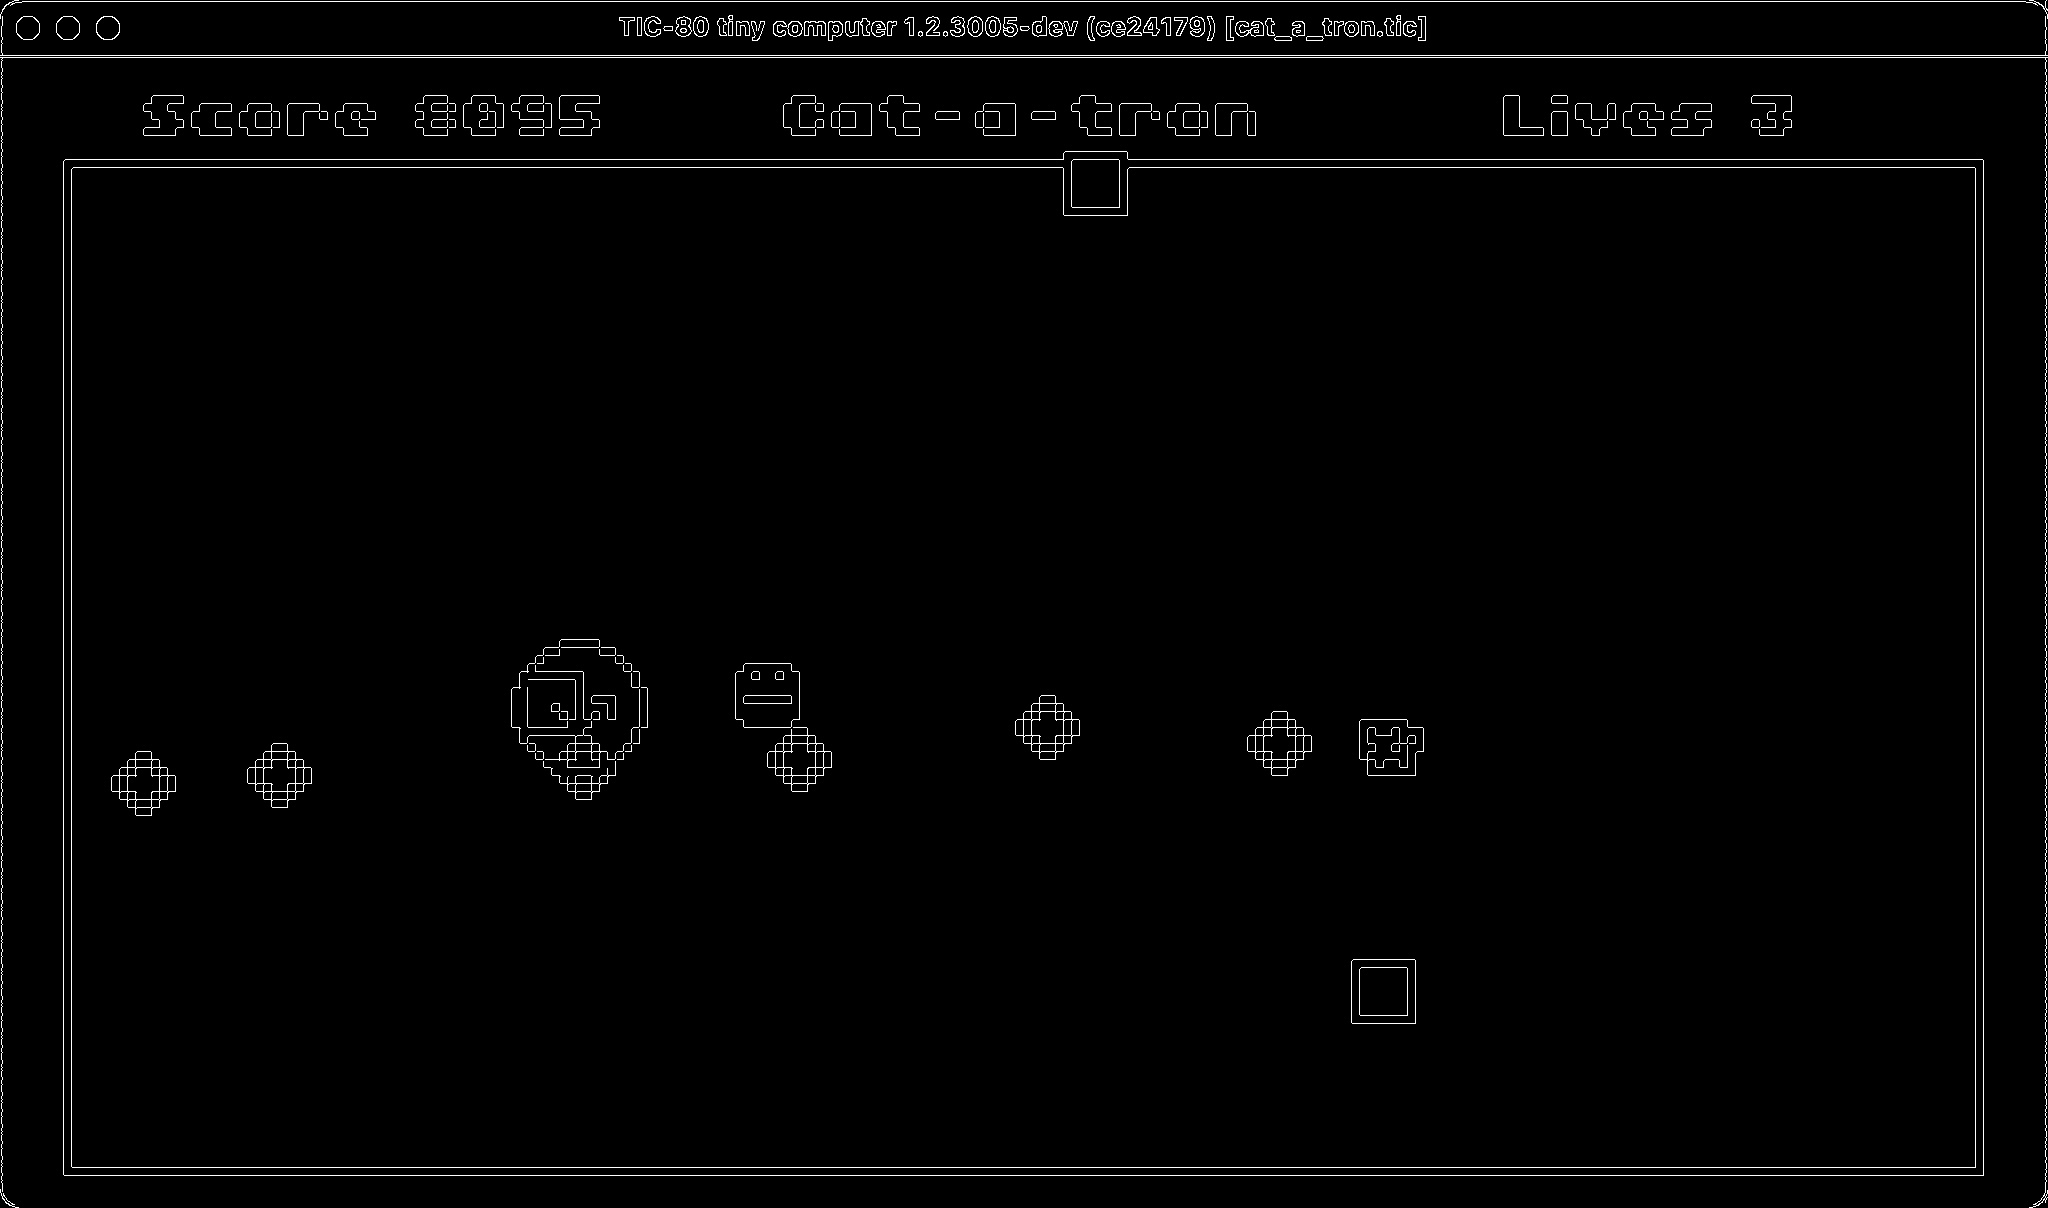 TIC-80 tiny computer 1.2.3005-dev (ce24179) [cat_a_tron.tic]
Score 8095 Cat-a-tron Lives 3